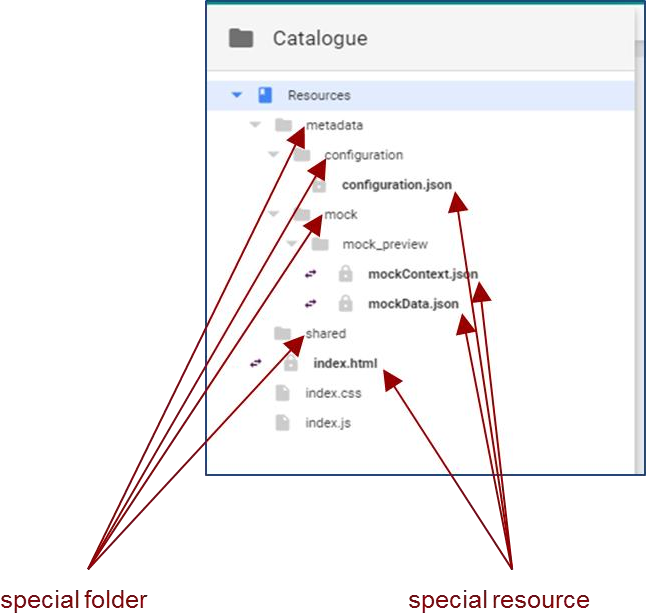 Catalogue
Resources
metadata
configuration
configuration.json
mock
mock_preview
mockContext.json
mockData.json
shared
index.html
index.css
index.js
special folder
special resource